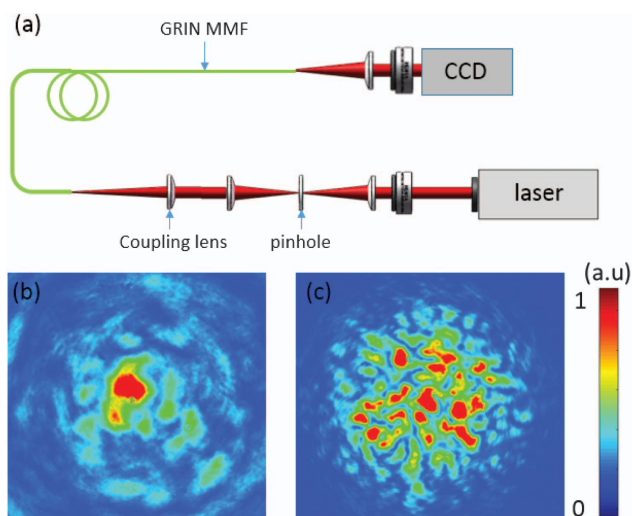 (a)
GRIN MMF
CCD
laser
Coupling lens
pinhole
(b)
(c)
(a.u)
1
0